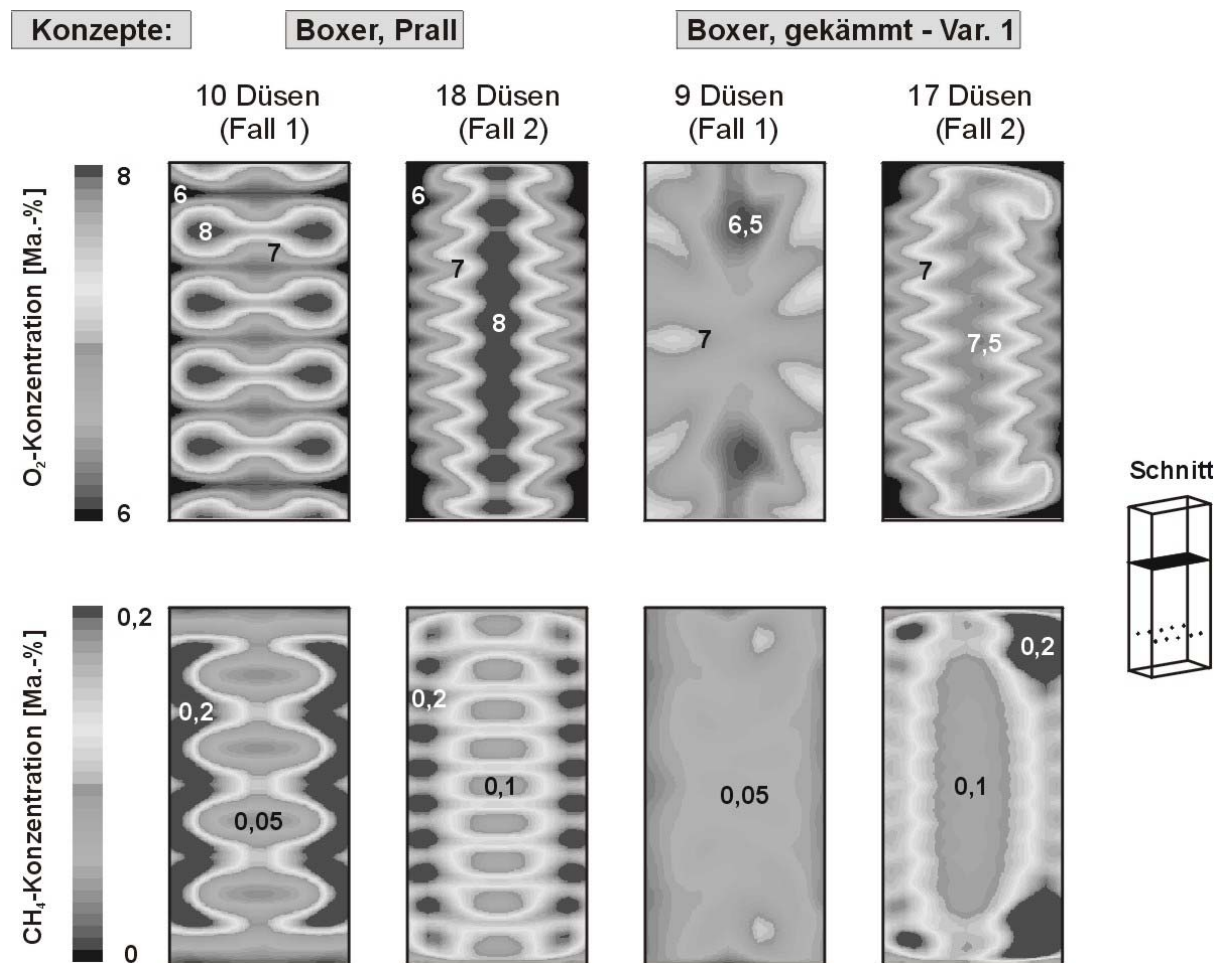 Konzepte:
Boxer, Prall
Boxer, gekämmt - Var. 1
10 Düsen
(Fall 1)
18 Düsen
(Fall 2)
9 Düsen
(Fall 1)
17 Düsen
(Fall 2)
O₂-Konzentration [Ma.-%]
8
6
6
8
7
6
7
8
6,5
7
7
7,5
Schnitt
CH₄-Konzentration [Ma.-%]
0,2
0
0,2
0,05
0,2
0,1
0,05
0,2
0,1